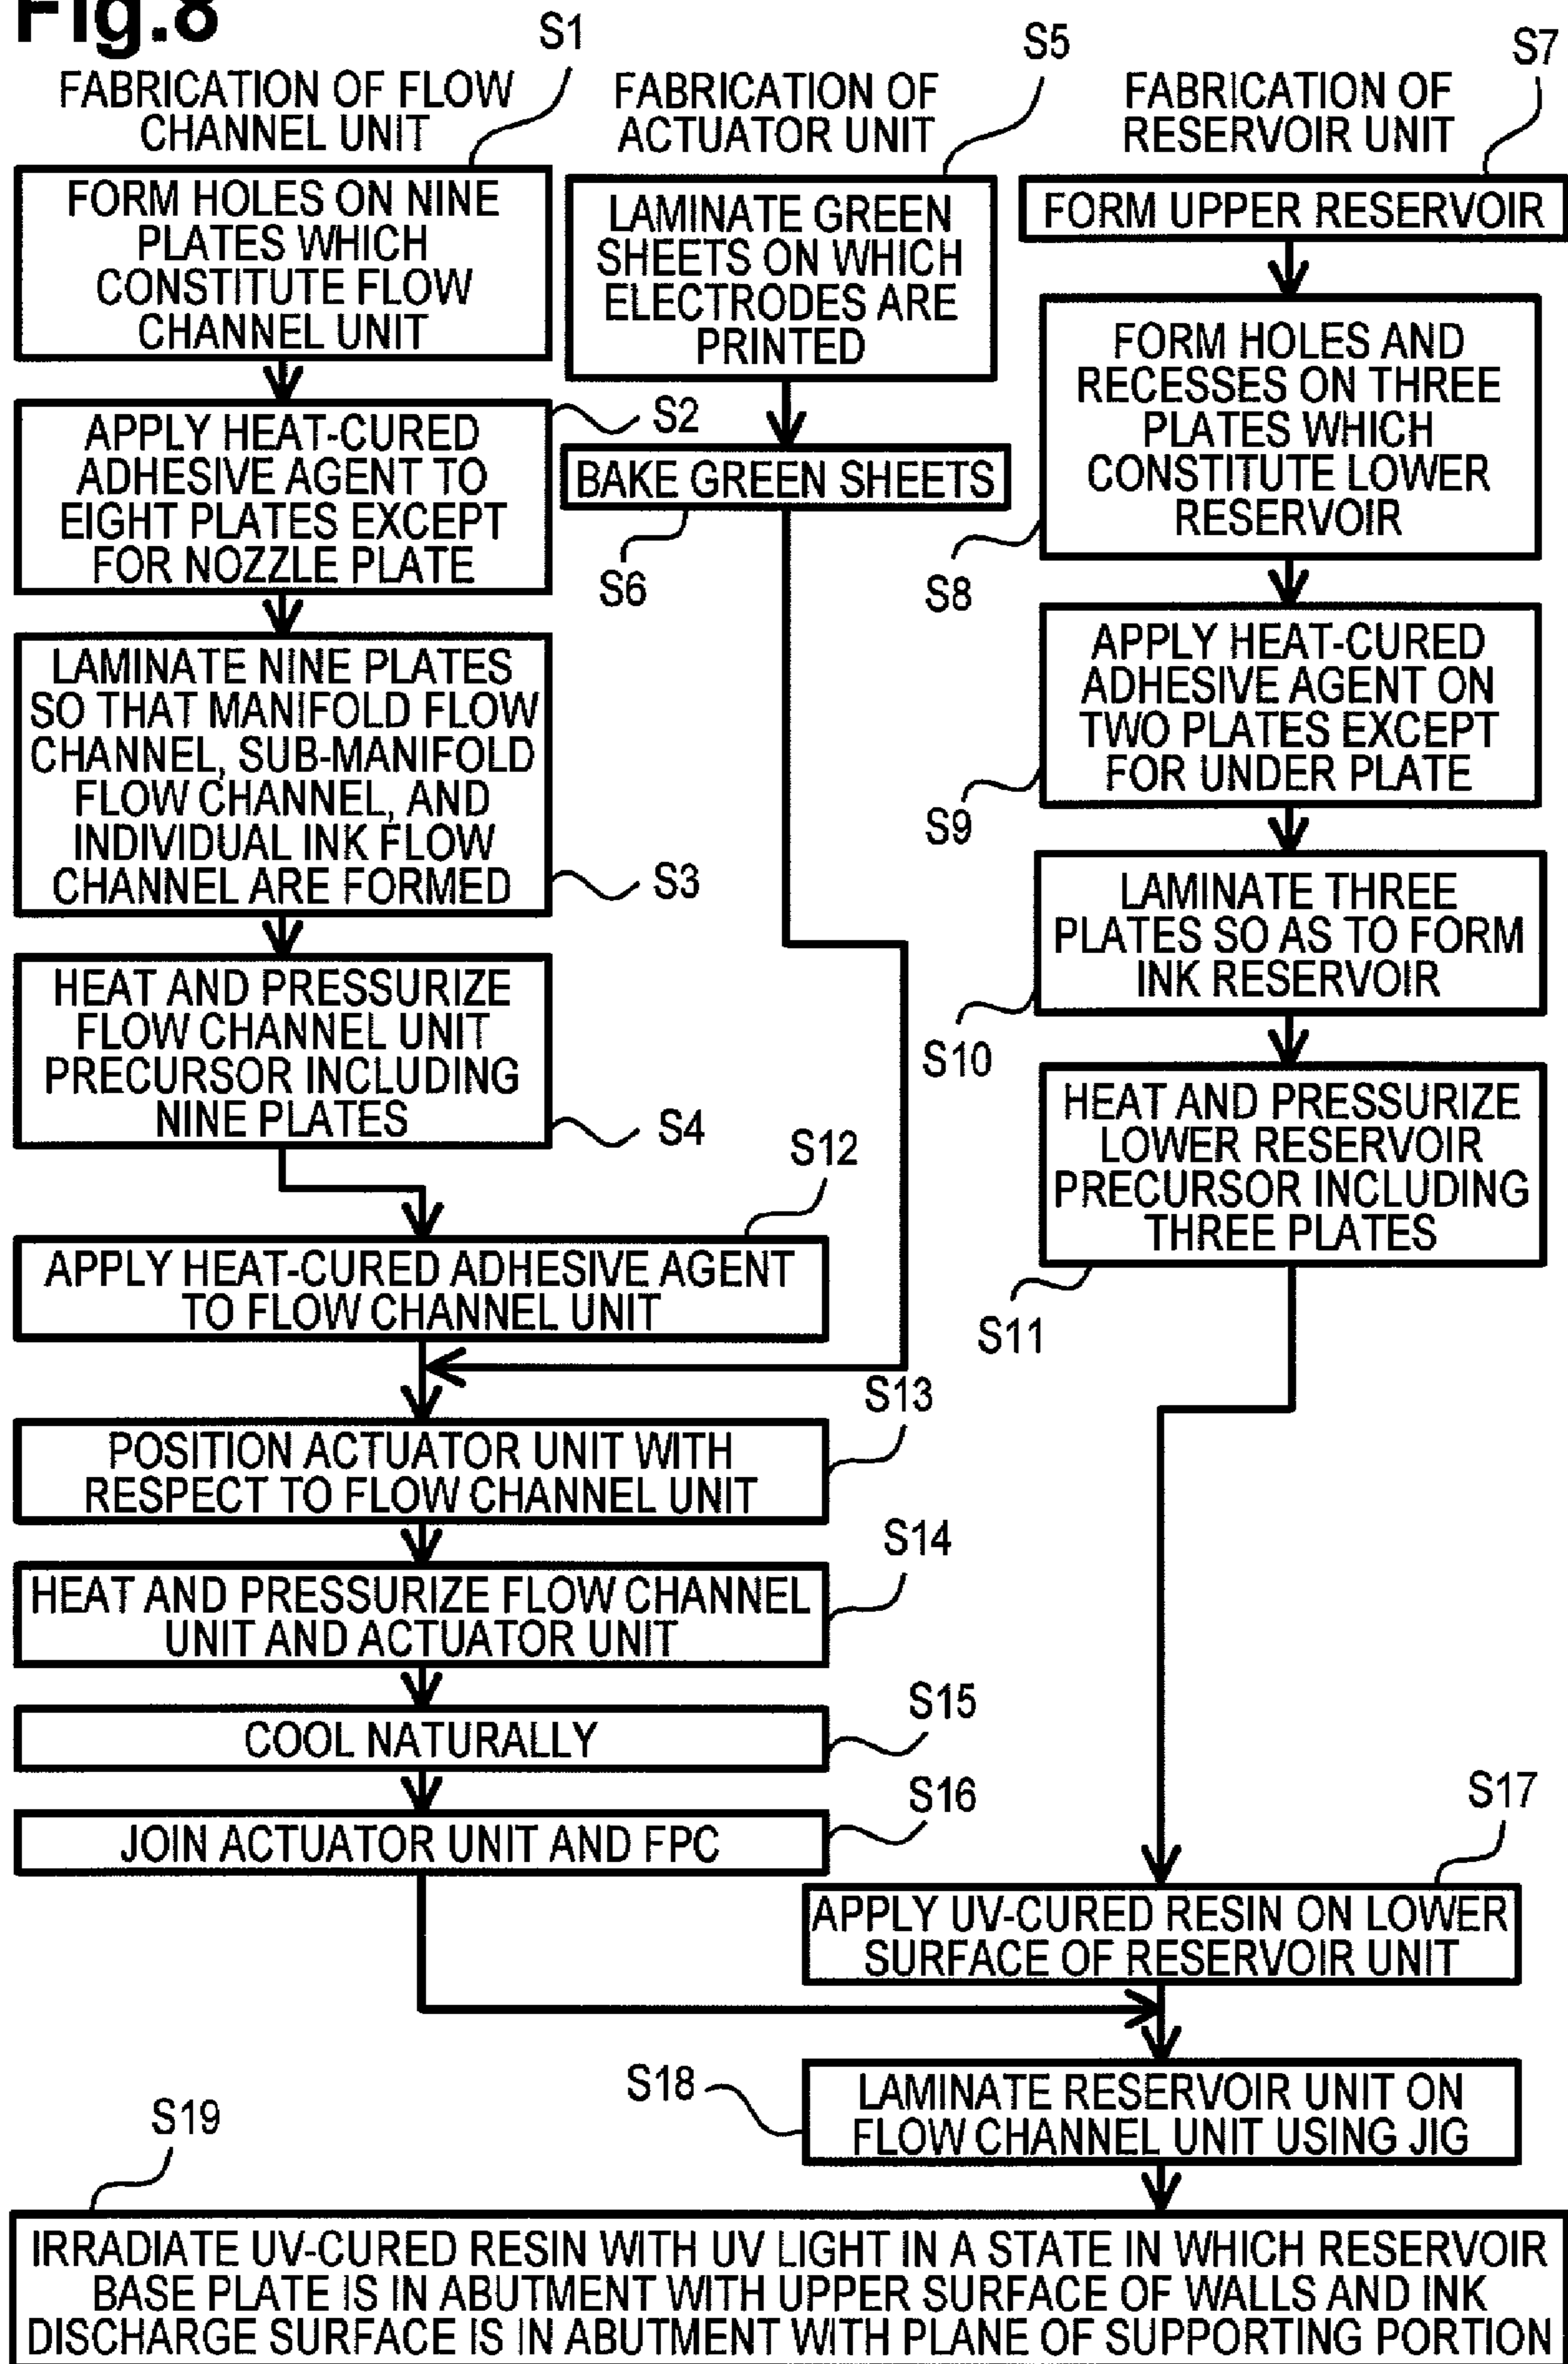 Fig.8
S1
FABRICATION OF FLOW
CHANNEL UNIT
FORM HOLES ON NINE
PLATES WHICH
CONSTITUTE FLOW
CHANNEL UNIT
APPLY HEAT-CURED
ADHESIVE AGENT TO
EIGHT PLATES EXCEPT
FOR NOZZLE PLATE
S2
LAMINATE NINE PLATES
SO THAT MANIFOLD FLOW
CHANNEL, SUB-MANIFOLD
FLOW CHANNEL, AND
INDIVIDUAL INK FLOW
CHANNEL ARE FORMED
S3
HEAT AND PRESSURIZE
FLOW CHANNEL UNIT
PRECURSOR INCLUDING
NINE PLATES
S4
S5
FABRICATION OF
ACTUATOR UNIT
LAMINATE GREEN
SHEETS ON WHICH
ELECTRODES ARE
PRINTED
BAKE GREEN SHEETS
S6
S7
FABRICATION OF
RESERVOIR UNIT
FORM UPPER RESERVOIR
FORM HOLES AND
RECESSES ON THREE
PLATES WHICH
CONSTITUTE LOWER
RESERVOIR
S8
APPLY HEAT-CURED
ADHESIVE AGENT ON
TWO PLATES EXCEPT
FOR UNDER PLATE
S9
LAMINATE THREE
PLATES SO AS TO FORM
INK RESERVOIR
S10
HEAT AND PRESSURIZE
LOWER RESERVOIR
PRECURSOR INCLUDING
THREE PLATES
S11
S12
APPLY HEAT-CURED ADHESIVE AGENT
TO FLOW CHANNEL UNIT
S13
POSITION ACTUATOR UNIT WITH
RESPECT TO FLOW CHANNEL UNIT
S14
HEAT AND PRESSURIZE FLOW CHANNEL
UNIT AND ACTUATOR UNIT
S15
COOL NATURALLY
S16
JOIN ACTUATOR UNIT AND FPC
S17
APPLY UV-CURED RESIN ON LOWER
SURFACE OF RESERVOIR UNIT
S18
LAMINATE RESERVOIR UNIT ON
FLOW CHANNEL UNIT USING JIG
S19
IRRADIATE UV-CURED RESIN WITH UV LIGHT IN A STATE IN WHICH RESERVOIR
BASE PLATE IS IN ABUTMENT WITH UPPER SURFACE OF WALLS AND INK
DISCHARGE SURFACE IS IN ABUTMENT WITH PLANE OF SUPPORTING PORTION